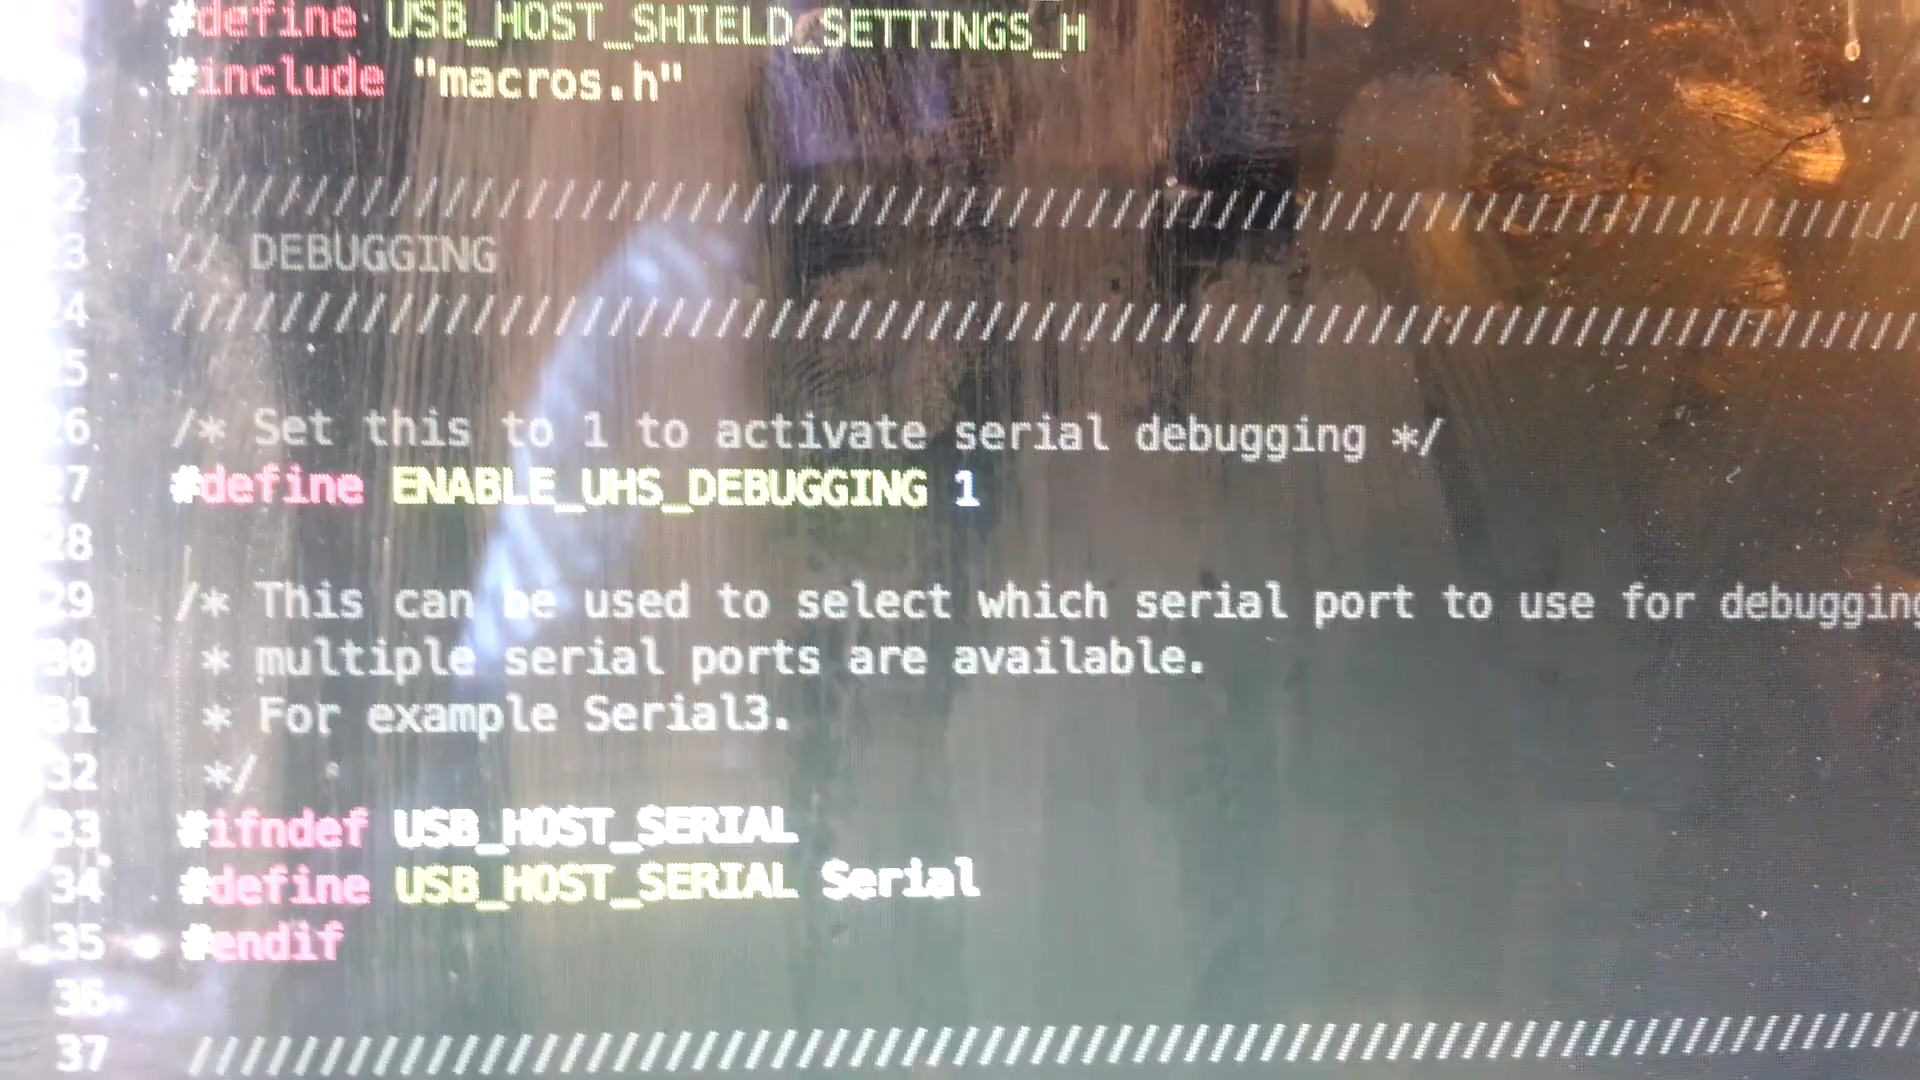 #define USB_HOST_SHIELD_SETTINGS_H
#include "macros.h"
21
22 ////////////////////////////////////////////////////////////////
23 // DEBUGGING
24 ////////////////////////////////////////////////////////////////
25
26 /* Set this to 1 to activate serial debugging */
27 #define ENABLE_UHS_DEBUGGING 1
28
29 /* This can be used to select which serial port to use for debugging
30 * multiple serial ports are available.
31 * For example Serial3.
32 */
33 #ifndef USB_HOST_SERIAL
34 #define USB_HOST_SERIAL Serial
35 #endif
36
37 ////////////////////////////////////////////////////////////////